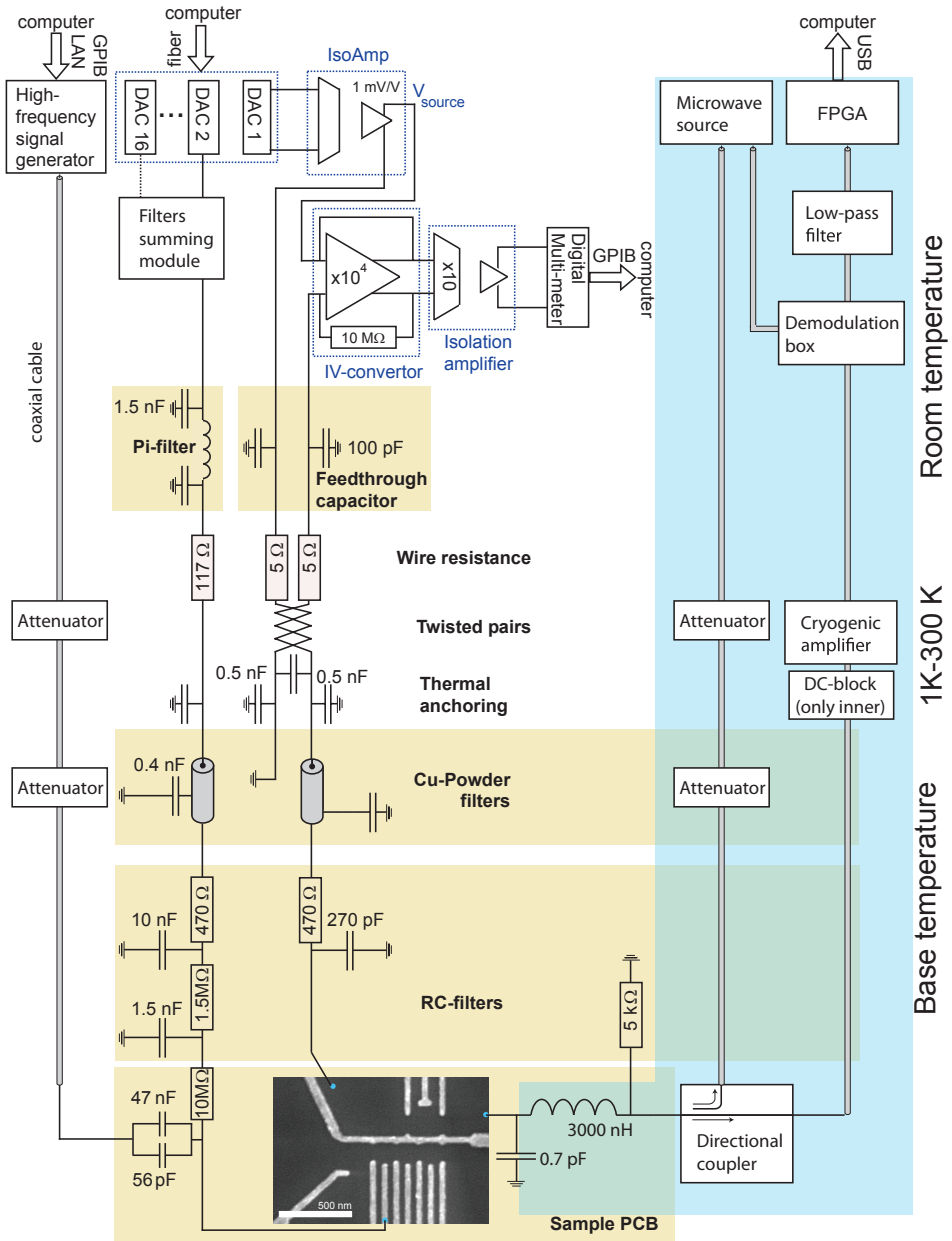 computer
GPIB
LAN
High-
frequency
signal
generator
computer
fiber
DAC 16
DAC 2
DAC 1
IsoAmp
1 mV/V
V
source
computer
USB
Microwave
source
FPGA
Filters
summing
module
x10⁴
10 MΩ
IV-convertor
x10
Isolation
amplifier
Digital
Multi-meter
GPIB
computer
Low-pass
filter
Demodulation
box
Room temperature
coaxial cable
1.5 nF
Pi-filter
100 pF
Feedthrough
capacitor
117 Ω
5 Ω
5 Ω
Wire resistance
Attenuator
Twisted pairs
Attenuator
Cryogenic
amplifier
1K-300 K
0.5 nF
0.5 nF
Thermal
anchoring
DC-block
(only inner)
Attenuator
0.4 nF
Cu-Powder
filters
Attenuator
Base temperature
470 Ω
470 Ω
10 nF
270 pF
1.5MΩ
1.5 nF
RC-filters
5 kΩ
10MΩ
47 nF
56 pF
500 nm
3000 nH
0.7 pF
Directional
coupler
Sample PCB